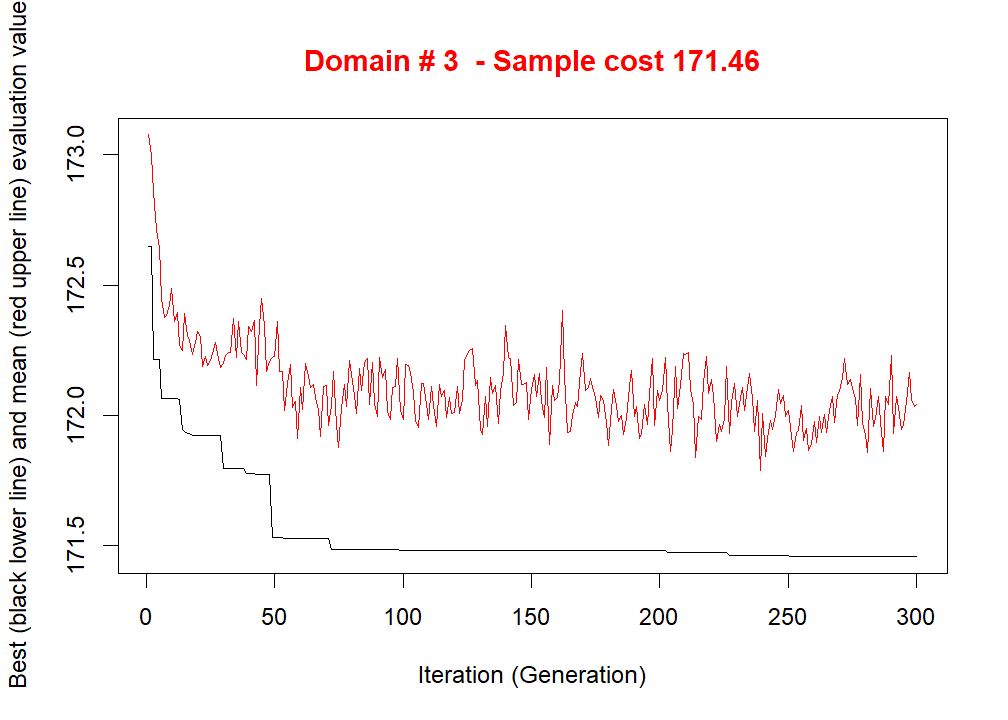 Domain # 3  - Sample cost 171.46
Best (black lower line) and mean (red upper line) evaluation value
173.0
172.5
172.0
171.5
0 50 100 150 200 250 300
Iteration (Generation)